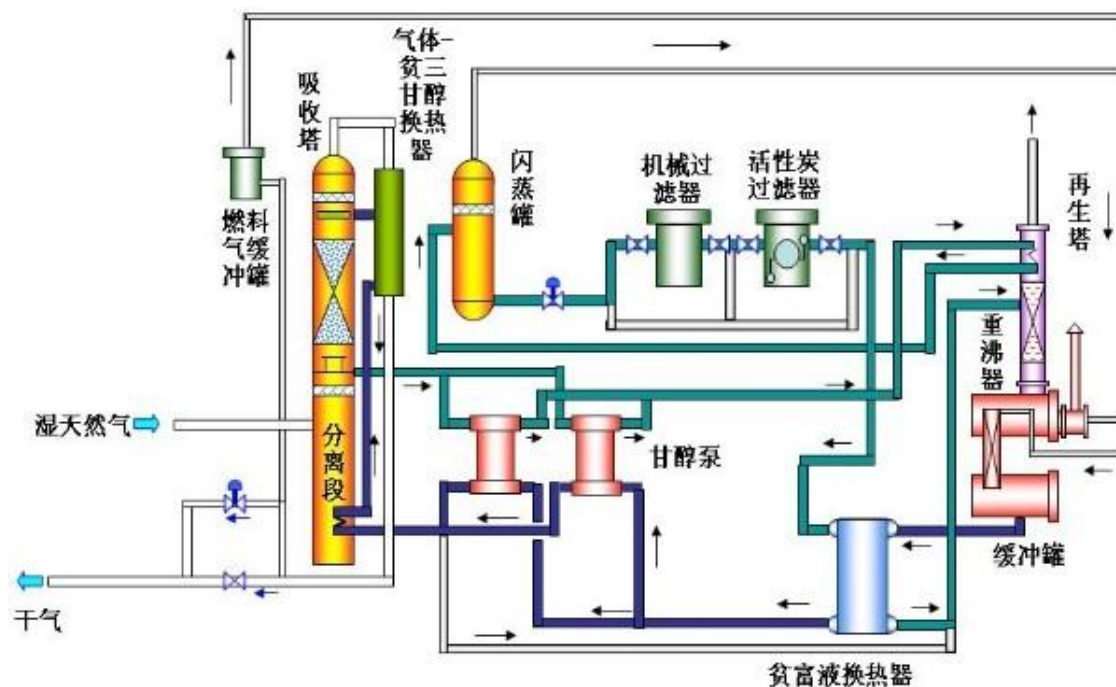 气体-
贫三
甘醇
换热
器
吸收塔
闪蒸罐
机械过
滤器
活性炭
过滤器
再生塔
燃料
气缓
冲罐
重沸器
湿天然气
分离段
甘醇泵
缓冲罐
干气
贫富液换热器